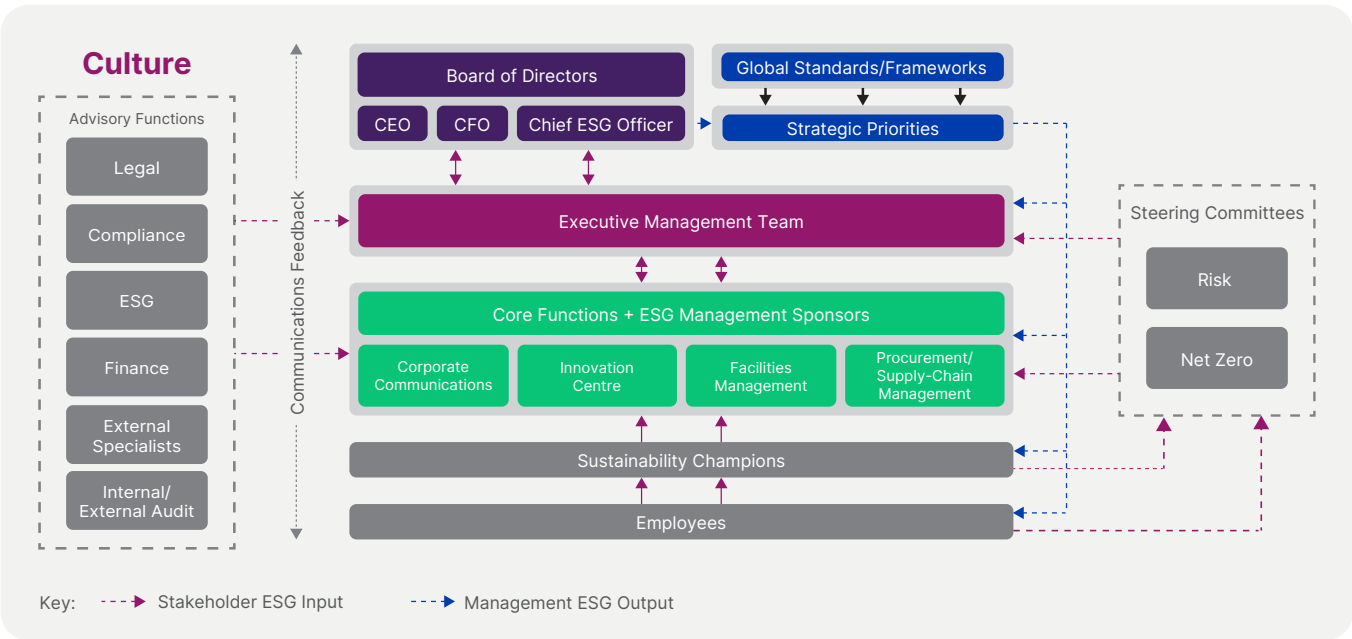 Culture
Advisory Functions
Legal
Compliance
ESG
Finance
External
Specialists
Internal/
External Audit
Communications Feedback
Board of Directors
CEO
CFO
Chief ESG Officer
Global Standards/Frameworks
Strategic Priorities
Executive Management Team
Core Functions + ESG Management Sponsors
Corporate
Communications
Innovation
Centre
Facilities
Management
Procurement/
Supply-Chain
Management
Sustainability Champions
Employees
Steering Committees
Risk
Net Zero
Key:
Stakeholder ESG Input
Management ESG Output